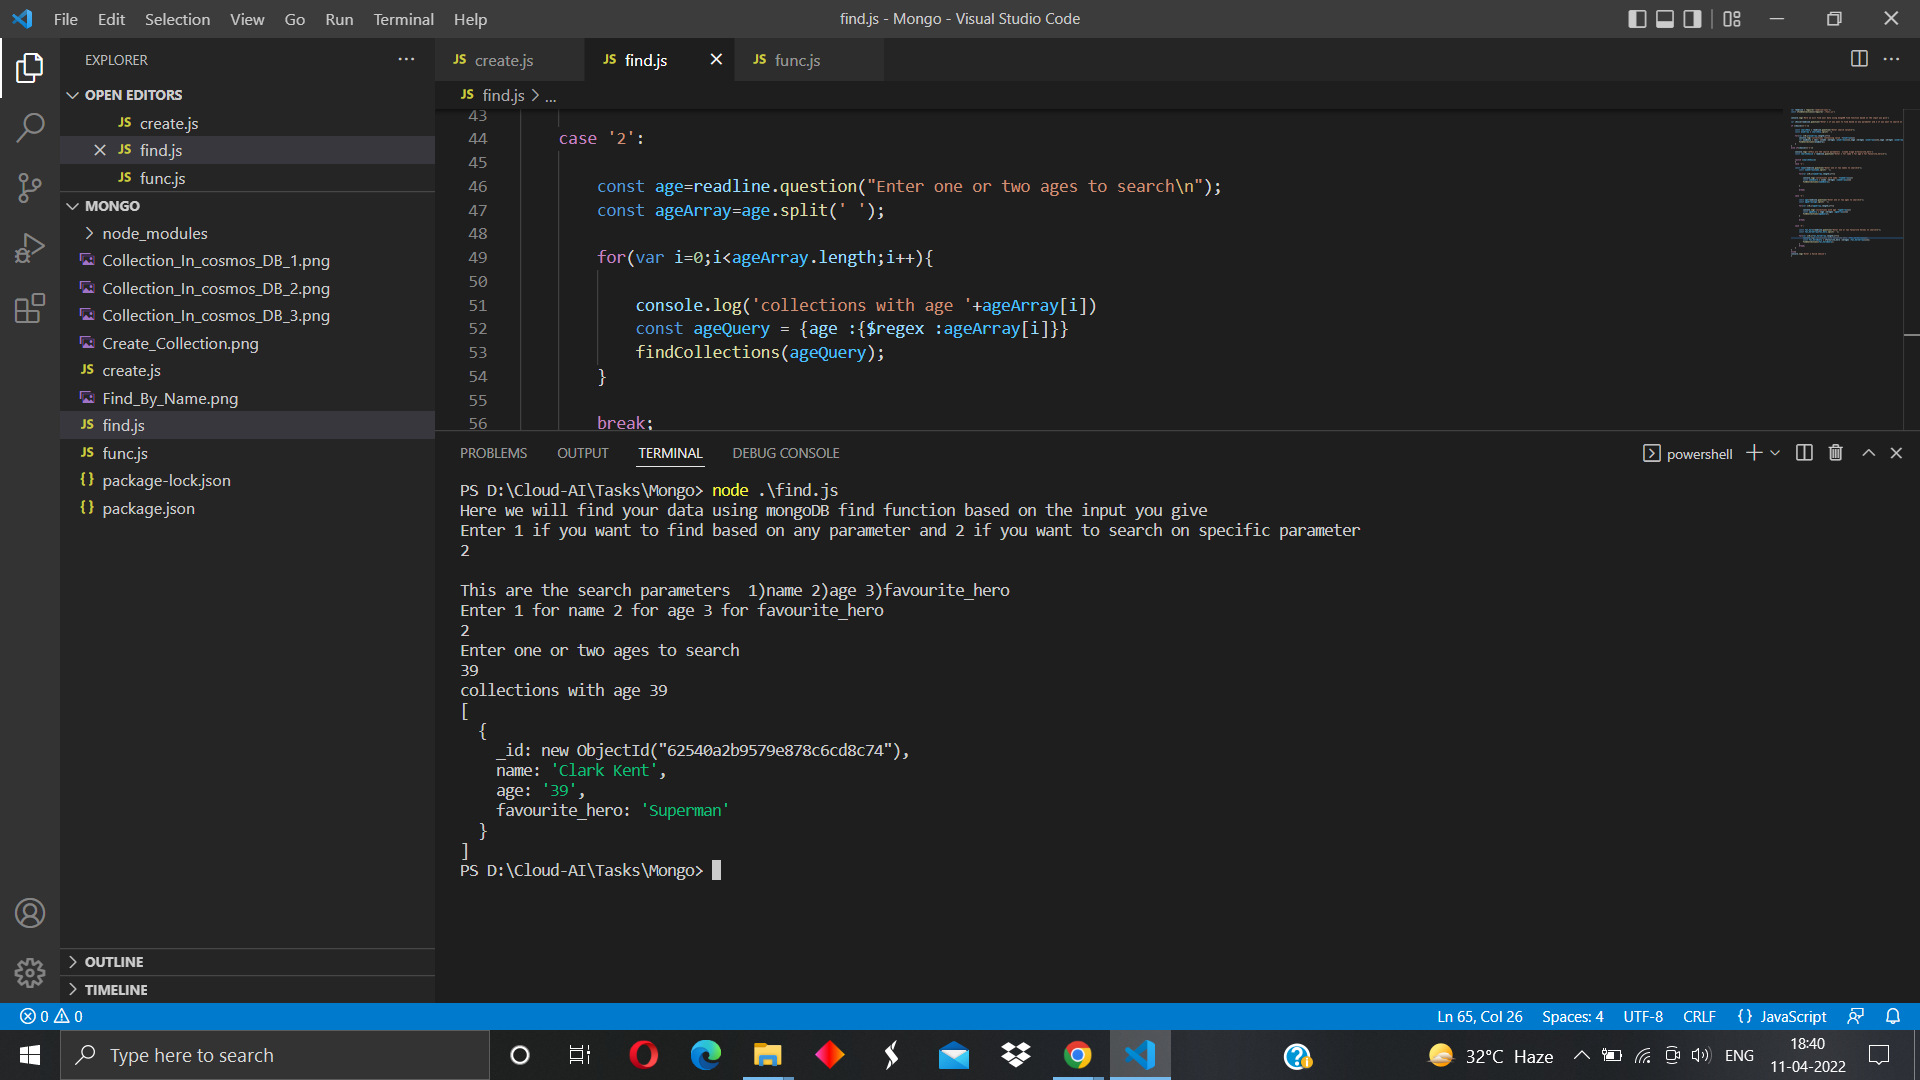 File Edit Selection View Go Run Terminal Help
find.js - Mongo - Visual Studio Code
EXPLORER
OPEN EDITORS
JS create.js
JS find.js
JS func.js
MONGO
node_modules
Collection_In_cosmos_DB_1.png
Collection_In_cosmos_DB_2.png
Collection_In_cosmos_DB_3.png
Create_Collection.png
JS create.js
Find_By_Name.png
JS find.js
JS func.js
{} package-lock.json
{} package.json
OUTLINE
TIMELINE
JS create.js JS find.js JS func.js
JS find.js > ...
43
44 case '2':
45
46 const age=readline.question("Enter one or two ages to search\n");
47 const ageArray=age.split(' ');
48
49 for(var i=0;i<ageArray.length;i++){
50
51 console.log('collections with age '+ageArray[i])
52 const ageQuery = {age :{$regex :ageArray[i]}}
53 findCollections(ageQuery);
54 }
55
56 break;
PROBLEMS OUTPUT TERMINAL DEBUG CONSOLE
powershell
PS D:\Cloud-AI\Tasks\Mongo> node .\find.js
Here we will find your data using mongoDB find function based on the input you give
Enter 1 if you want to find based on any parameter and 2 if you want to search on specific parameter
2
This are the search parameters  1)name 2)age 3)favourite_hero
Enter 1 for name 2 for age 3 for favourite_hero
2
Enter one or two ages to search
39
collections with age 39
[
{
_id: new ObjectId("62540a2b9579e878c6cd8c74"),
name: 'Clark Kent',
age: '39',
favourite_hero: 'Superman'
}
]
PS D:\Cloud-AI\Tasks\Mongo>
0 0
Ln 65, Col 26 Spaces: 4 UTF-8 CRLF {} JavaScript
Type here to search
32°C Haze
ENG
18:40
11-04-2022